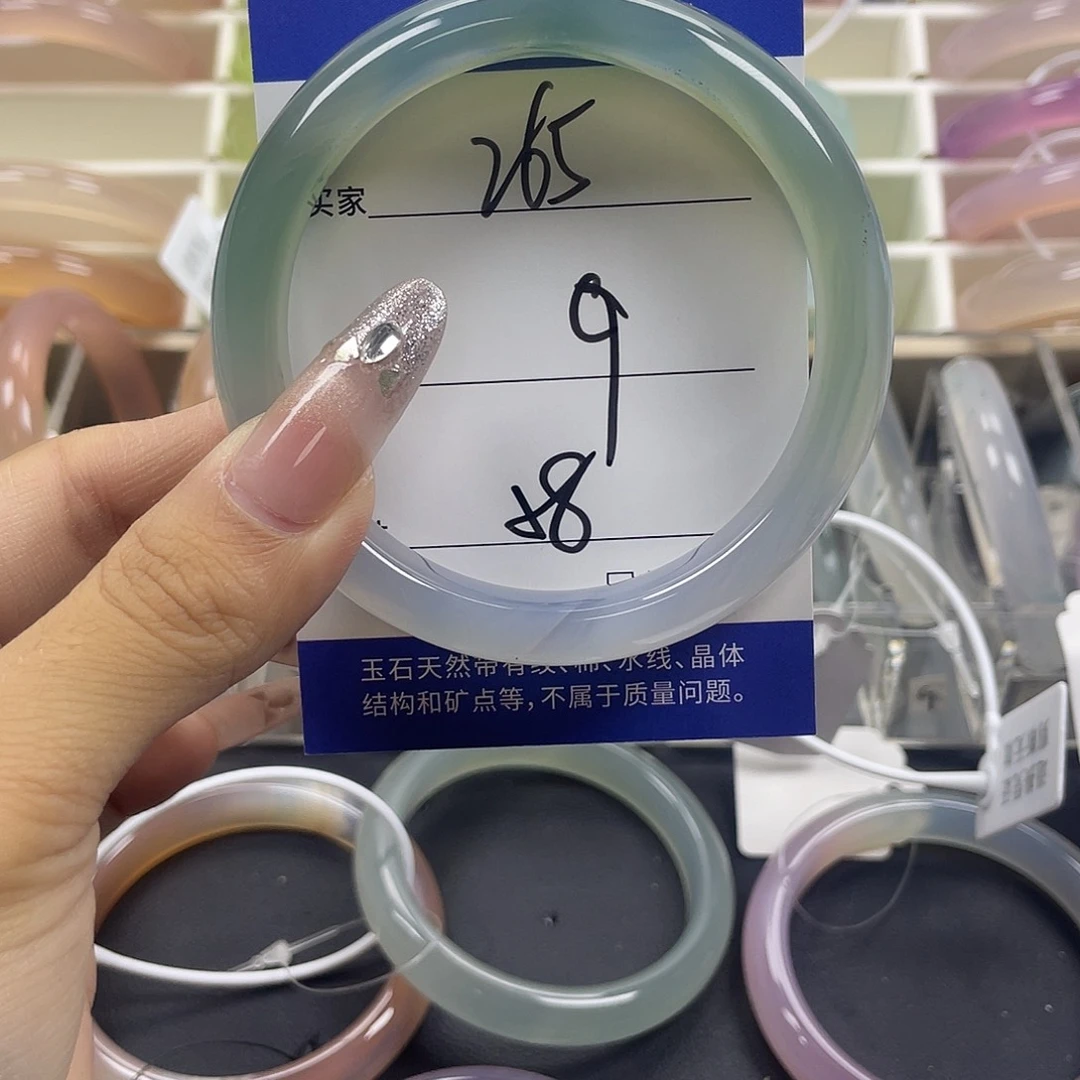 买家 265
9
58
玉石天然带有纹、棉、水线、晶体
结构和矿点等,不属于质量问题。